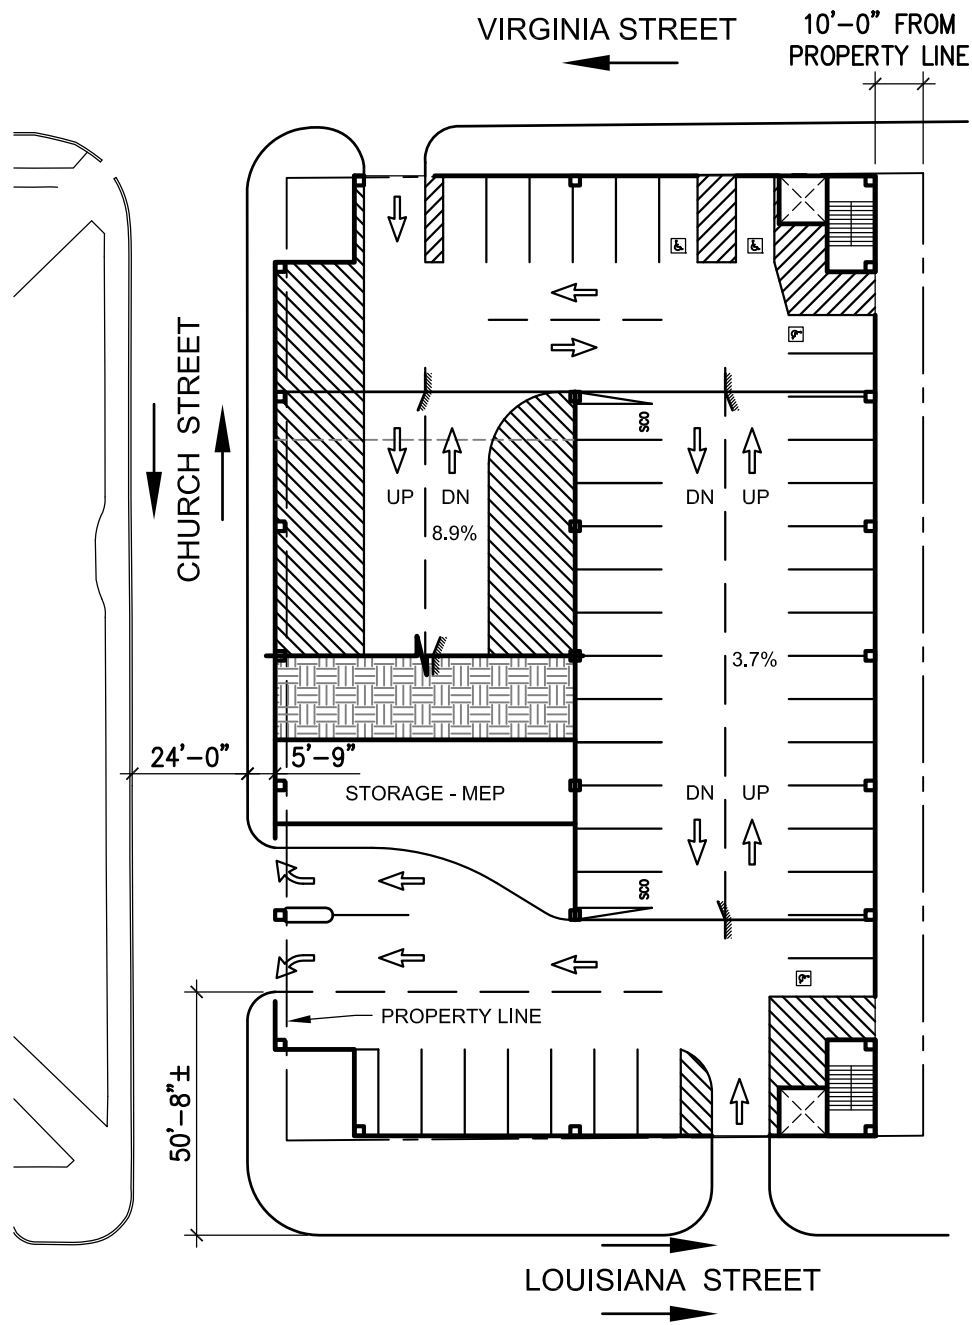 VIRGINIA STREET
10'-0" FROM
PROPERTY LINE
CHURCH STREET
SCO
UP
DN
DN
UP
8.9%
3.7%
24'-0"
5'-9"
STORAGE - MEP
DN
UP
SCO
PROPERTY LINE
50'-8"±
LOUISIANA STREET